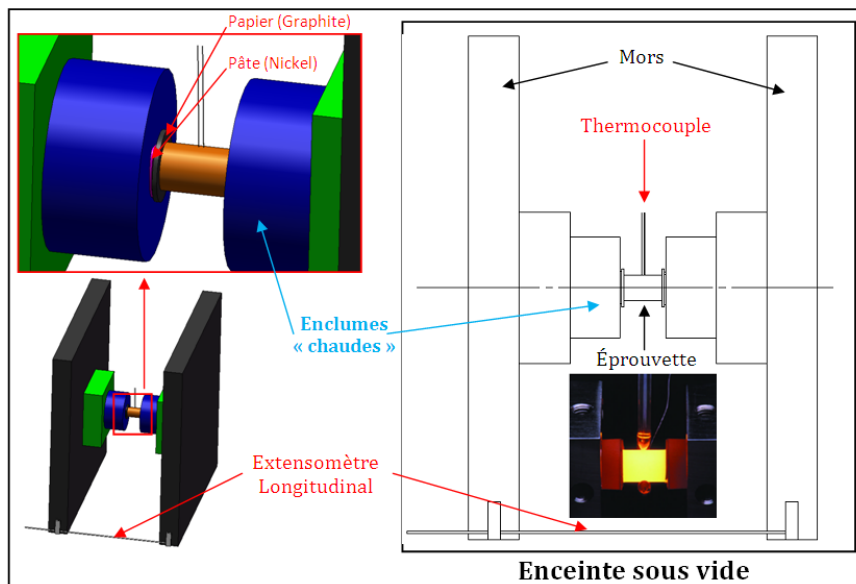 Papier (Graphite)
Pâte (Nickel)
Mors
Thermocouple
Enclumes
« chaudes »
Éprouvette
Extensomètre
Longitudinal
Enceinte sous vide